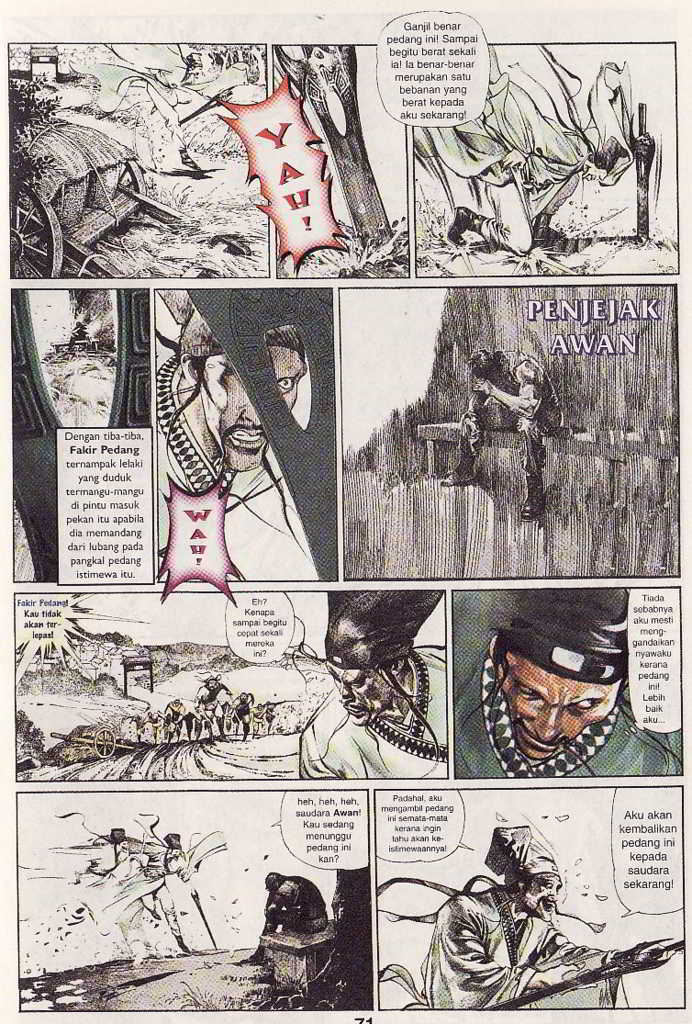 Ganjil benar
pedang ini! Sampai
begitu berat sekali
ia! Ia benar-benar
merupakan satu
bebanan yang
berat kepada
aku sekarang!
YAH!
Dengan tiba-tiba,
Fakir Pedang
ternampak lelaki
yang duduk
termangu-mangu
di pintu masuk
pekan itu apabila
dia memandang
dari lubang pada
pangkal pedang
istimewa itu.
WAH!
PENJEJAK
AWAN
Fakir Pedang!
Kau tidak
akan ter-
lepas!
Eh?
Kenapa
sampai begitu
cepat sekali
mereka
ini?
Tiada
sebabnya
aku mesti
meng-
gandaikan
nyawaku
kerana
pedang
ini!
Lebih
baik
aku...
heh, heh, heh,
saudara Awan!
Kau sedang
menunggu
pedang ini
kan?
Padahal, aku
mengambil pedang
ini semata-mata
kerana ingin
tahu akan ke-
istimewaannya!
Aku akan
kembalikan
pedang ini
kepada
saudara
sekarang!
71